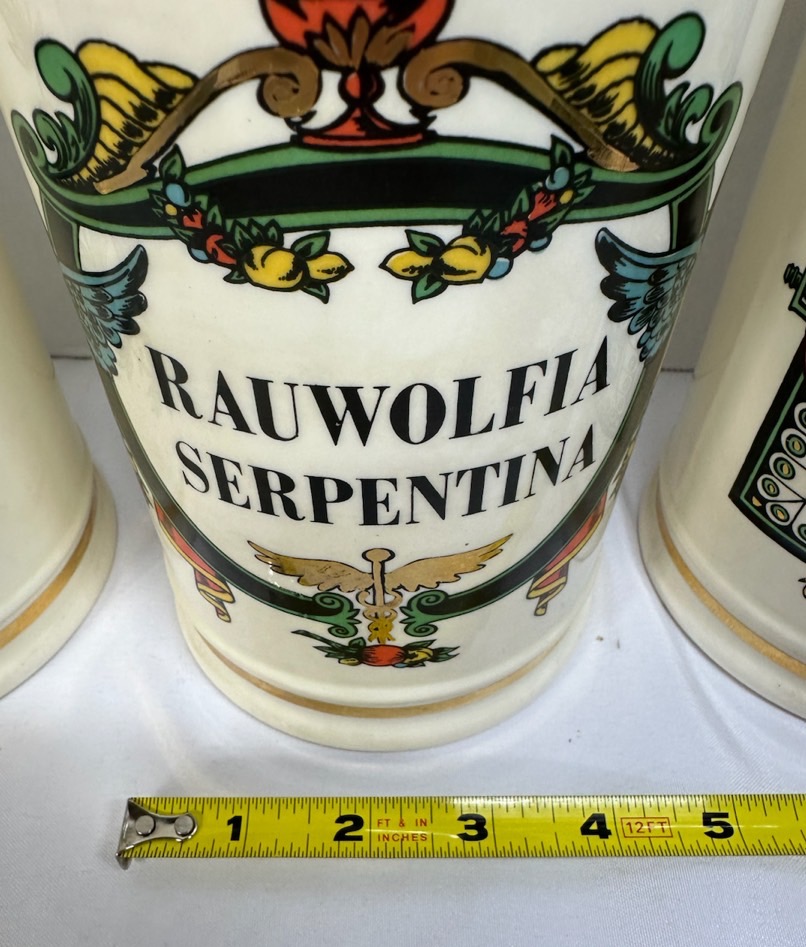 RAUWOLFIA
SERPENTINA
1 2 FT & IN 3 4 12FT 5
INCHES